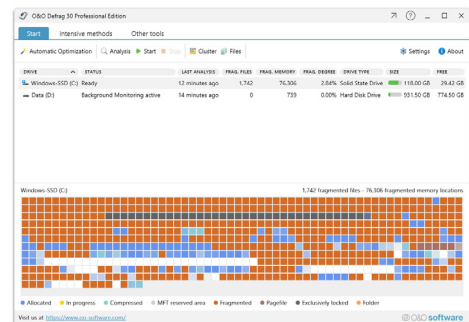 O&O Defrag 30 Professional Edition
Start Intensive methods Other tools
Automatic Optimization Analysis Start Stop Cluster Files Settings About
DRIVE STATUS LAST ANALYSIS FRAG. FILES FRAG. MEMORY FRAG. DEGREE DRIVE TYPE SIZE FREE
Windows-SSD (C:) Ready 12 minutes ago 1,742 76,306 2.84% Solid State Drive 118.00 GB 29.42 GB
Data (D:) Background Monitoring active 14 minutes ago 0 739 0.00% Hard Disk Drive 931.50 GB 774.50 GB
Windows-SSD (C:) 1,742 fragmented files - 76,306 fragmented memory locations
Allocated In progress Compressed MFT reserved area Fragmented Pagefile Exclusively locked Folder
Visit us at https://www.oo-software.com/ O&O software